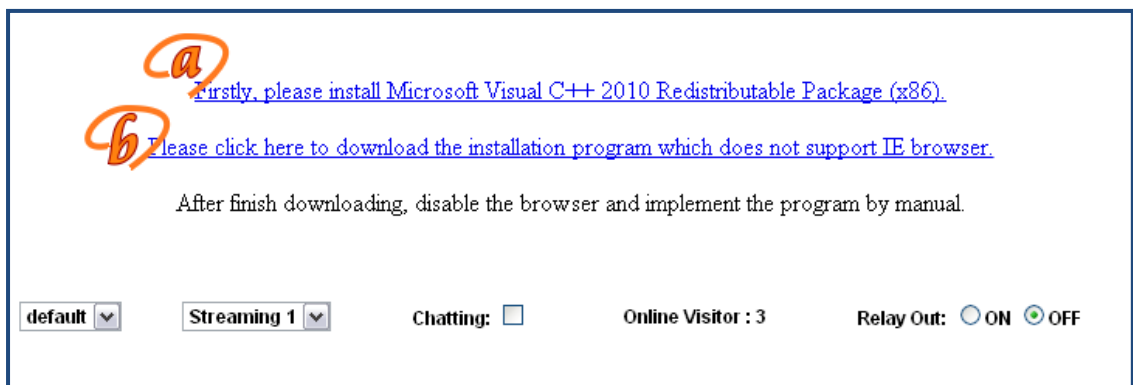 a
Firstly, please install Microsoft Visual C++ 2010 Redistributable Package (x86).
b
Please click here to download the installation program which does not support IE browser.
After finish downloading, disable the browser and implement the program by manual.
default Streaming 1 Chatting: Online Visitor : 3 Relay Out: ON OFF